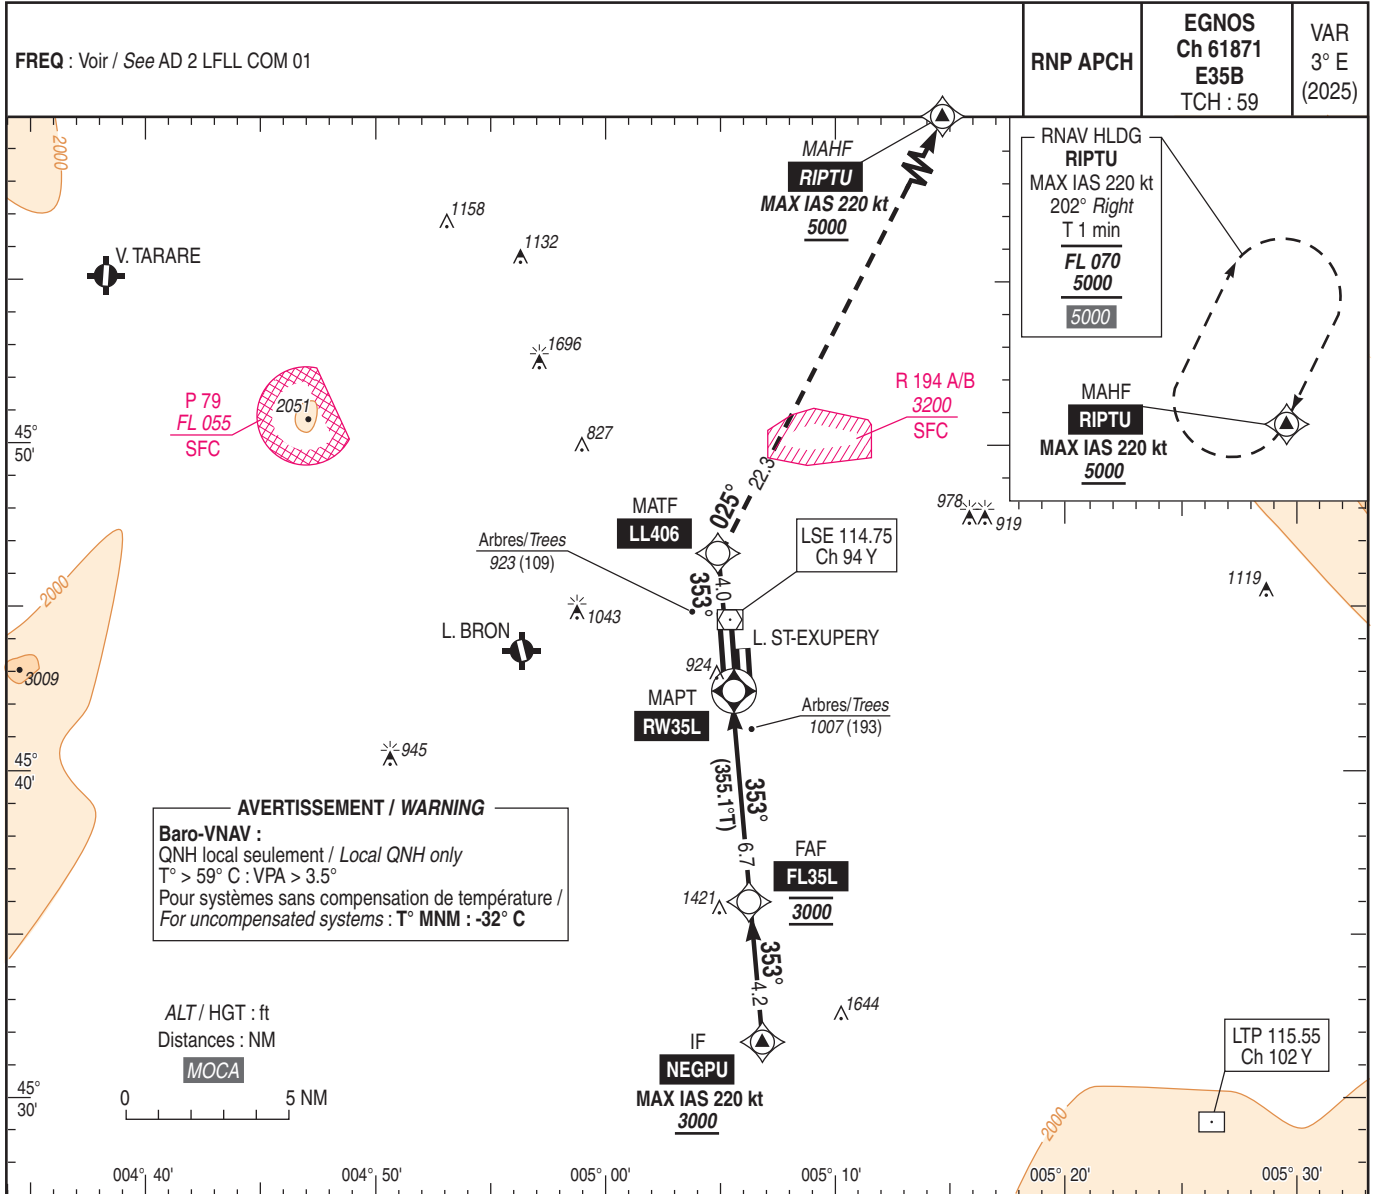 FREQ : Voir / See AD 2 LFLL COM 01
RNP APCH
EGNOS
Ch 61871
E35B
TCH : 59
VAR
3° E
(2025)
2000
MAHF
RIPTU
MAX IAS 220 kt
5000
RNAV HLDG
RIPTU
MAX IAS 220 kt
202° Right
T 1 min
FL 070
5000
5000
MAHF
RIPTU
MAX IAS 220 kt
5000
1158
1132
V. TARARE
1696
P 79
FL 055
SFC
2051
827
R 194 A/B
3200
SFC
45°
50'
22.3
025°
MATF
LL406
978
919
LSE 114.75
Ch 94 Y
Arbres/Trees
923 (109)
353°
4.0
1119
2000
1043
L. BRON
L. ST-EXUPERY
924
3009
MAPT
RW35L
Arbres/Trees
1007 (193)
945
45°
40'
353°
(355.1°T)
6.7
AVERTISSEMENT / WARNING
Baro-VNAV :
QNH local seulement / Local QNH only
T° > 59° C : VPA > 3.5°
Pour systèmes sans compensation de température /
For uncompensated systems : T° MNM : -32° C
FAF
FL35L
3000
1421
353°
4.2
1644
ALT / HGT : ft
Distances : NM
MOCA
0 5 NM
IF
NEGPU
MAX IAS 220 kt
3000
LTP 115.55
Ch 102 Y
45°
30'
2000
004° 40' 004° 50' 005° 00' 005° 10' 005° 20' 005° 30'